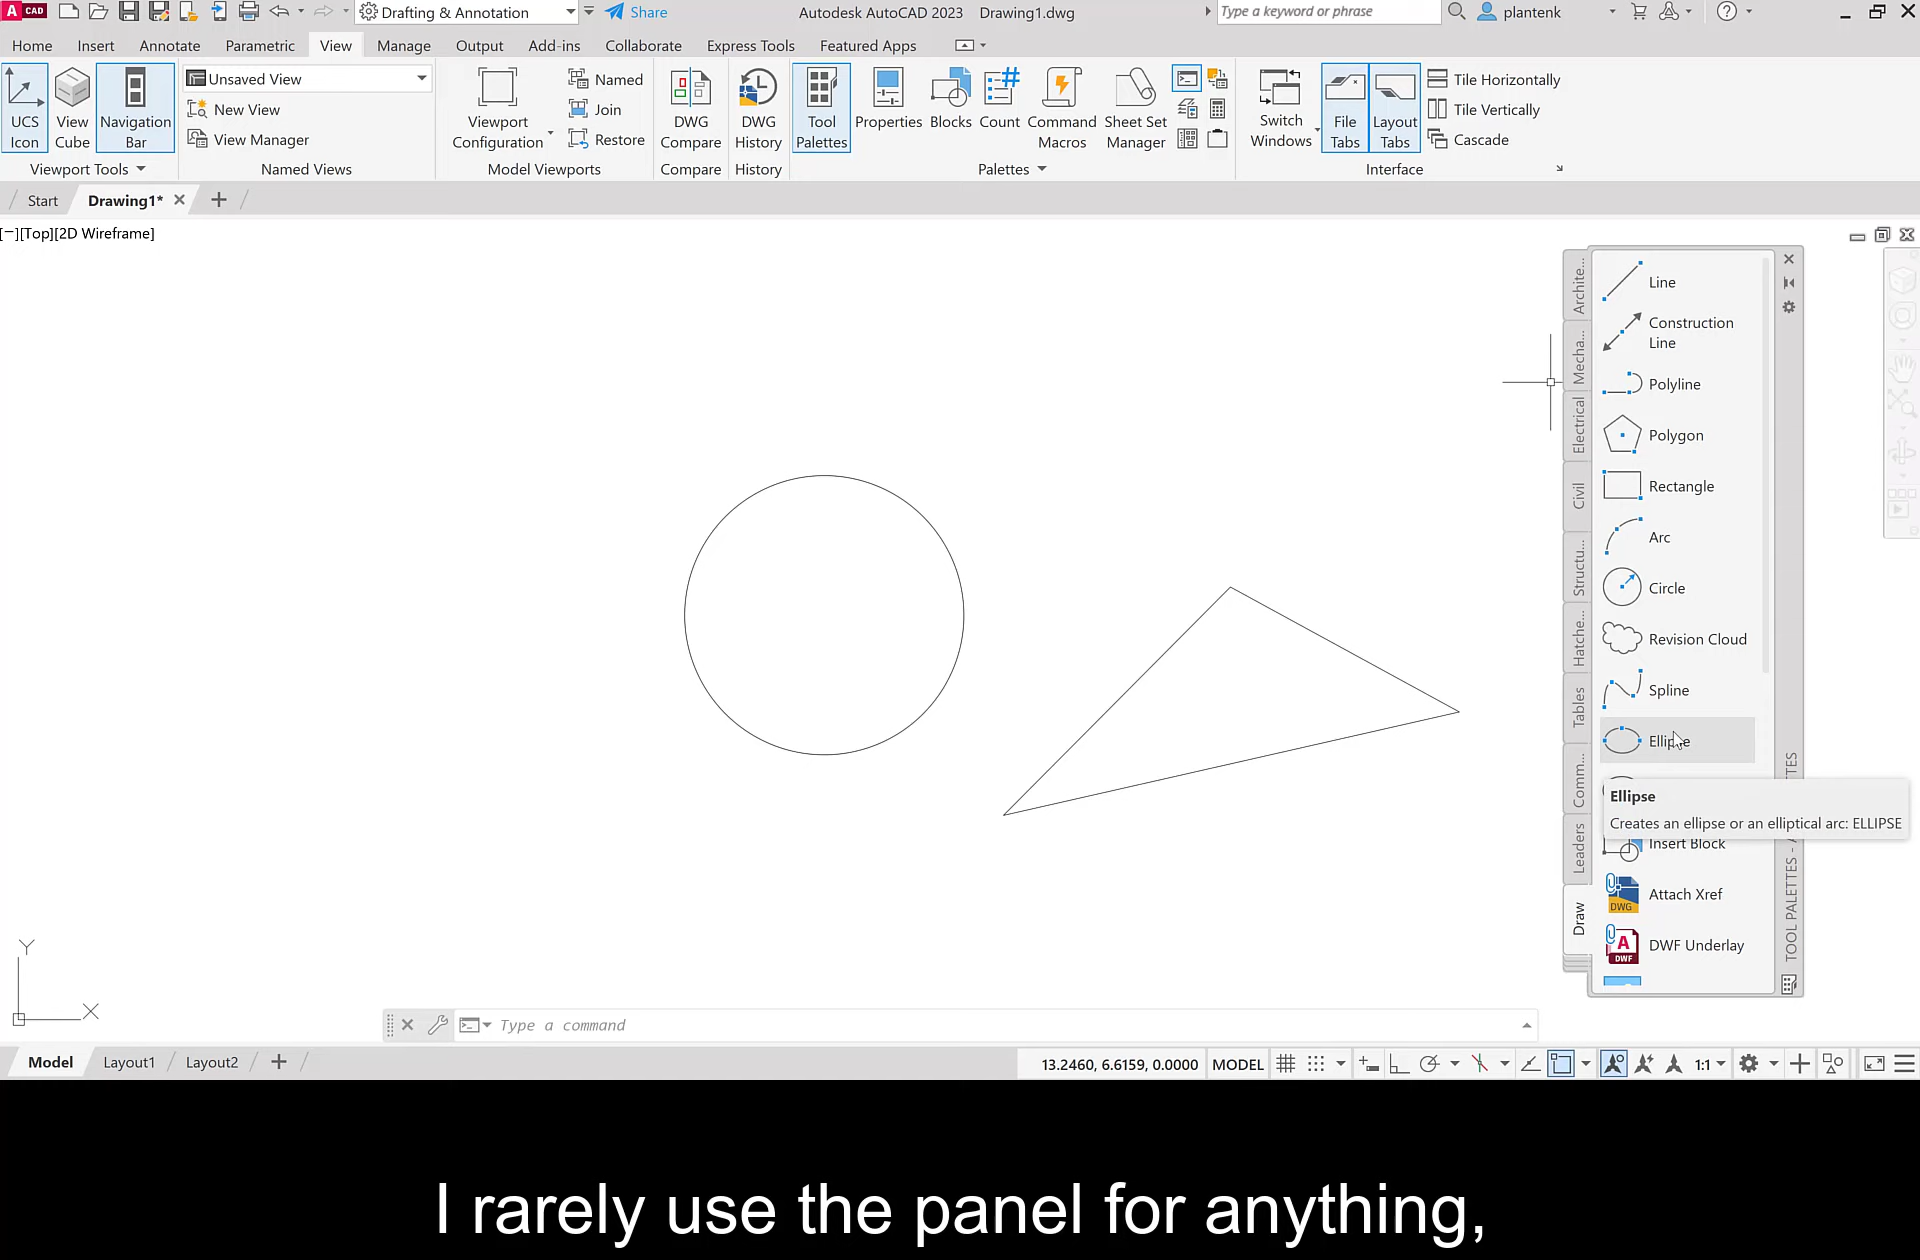 A CAD
Drafting & Annotation
Share
Autodesk AutoCAD 2023 Drawing1.dwg
Type a keyword or phrase
plantenk
Home Insert Annotate Parametric View Manage Output Add-ins Collaborate Express Tools Featured Apps
UCS Icon
View Cube
Navigation Bar
Viewport Tools
Unsaved View
New View
View Manager
Named Views
Viewport Configuration
Named
Join
Restore
Model Viewports
DWG Compare
Compare
DWG History
History
Tool Palettes
Properties
Blocks
Count
Command Macros
Sheet Set Manager
Palettes
Switch Windows
File Tabs
Layout Tabs
Tile Horizontally
Tile Vertically
Cascade
Interface
Start
Drawing1*
[−][Top][2D Wireframe]
Archite...
Mecha...
Electrical
Civil
Structu...
Hatche...
Tables
Comm...
Leaders
Draw
Line
Construction
Line
Polyline
Polygon
Rectangle
Arc
Circle
Revision Cloud
Spline
Ellipse
Ellipse
Creates an ellipse or an elliptical arc: ELLIPSE
Insert Block
DWG
Attach Xref
A
DWF
DWF Underlay
TOOL PALETTES -
Y
X
Type a command
Model Layout1 Layout2
13.2460, 6.6159, 0.0000
MODEL
1:1
I rarely use the panel for anything,